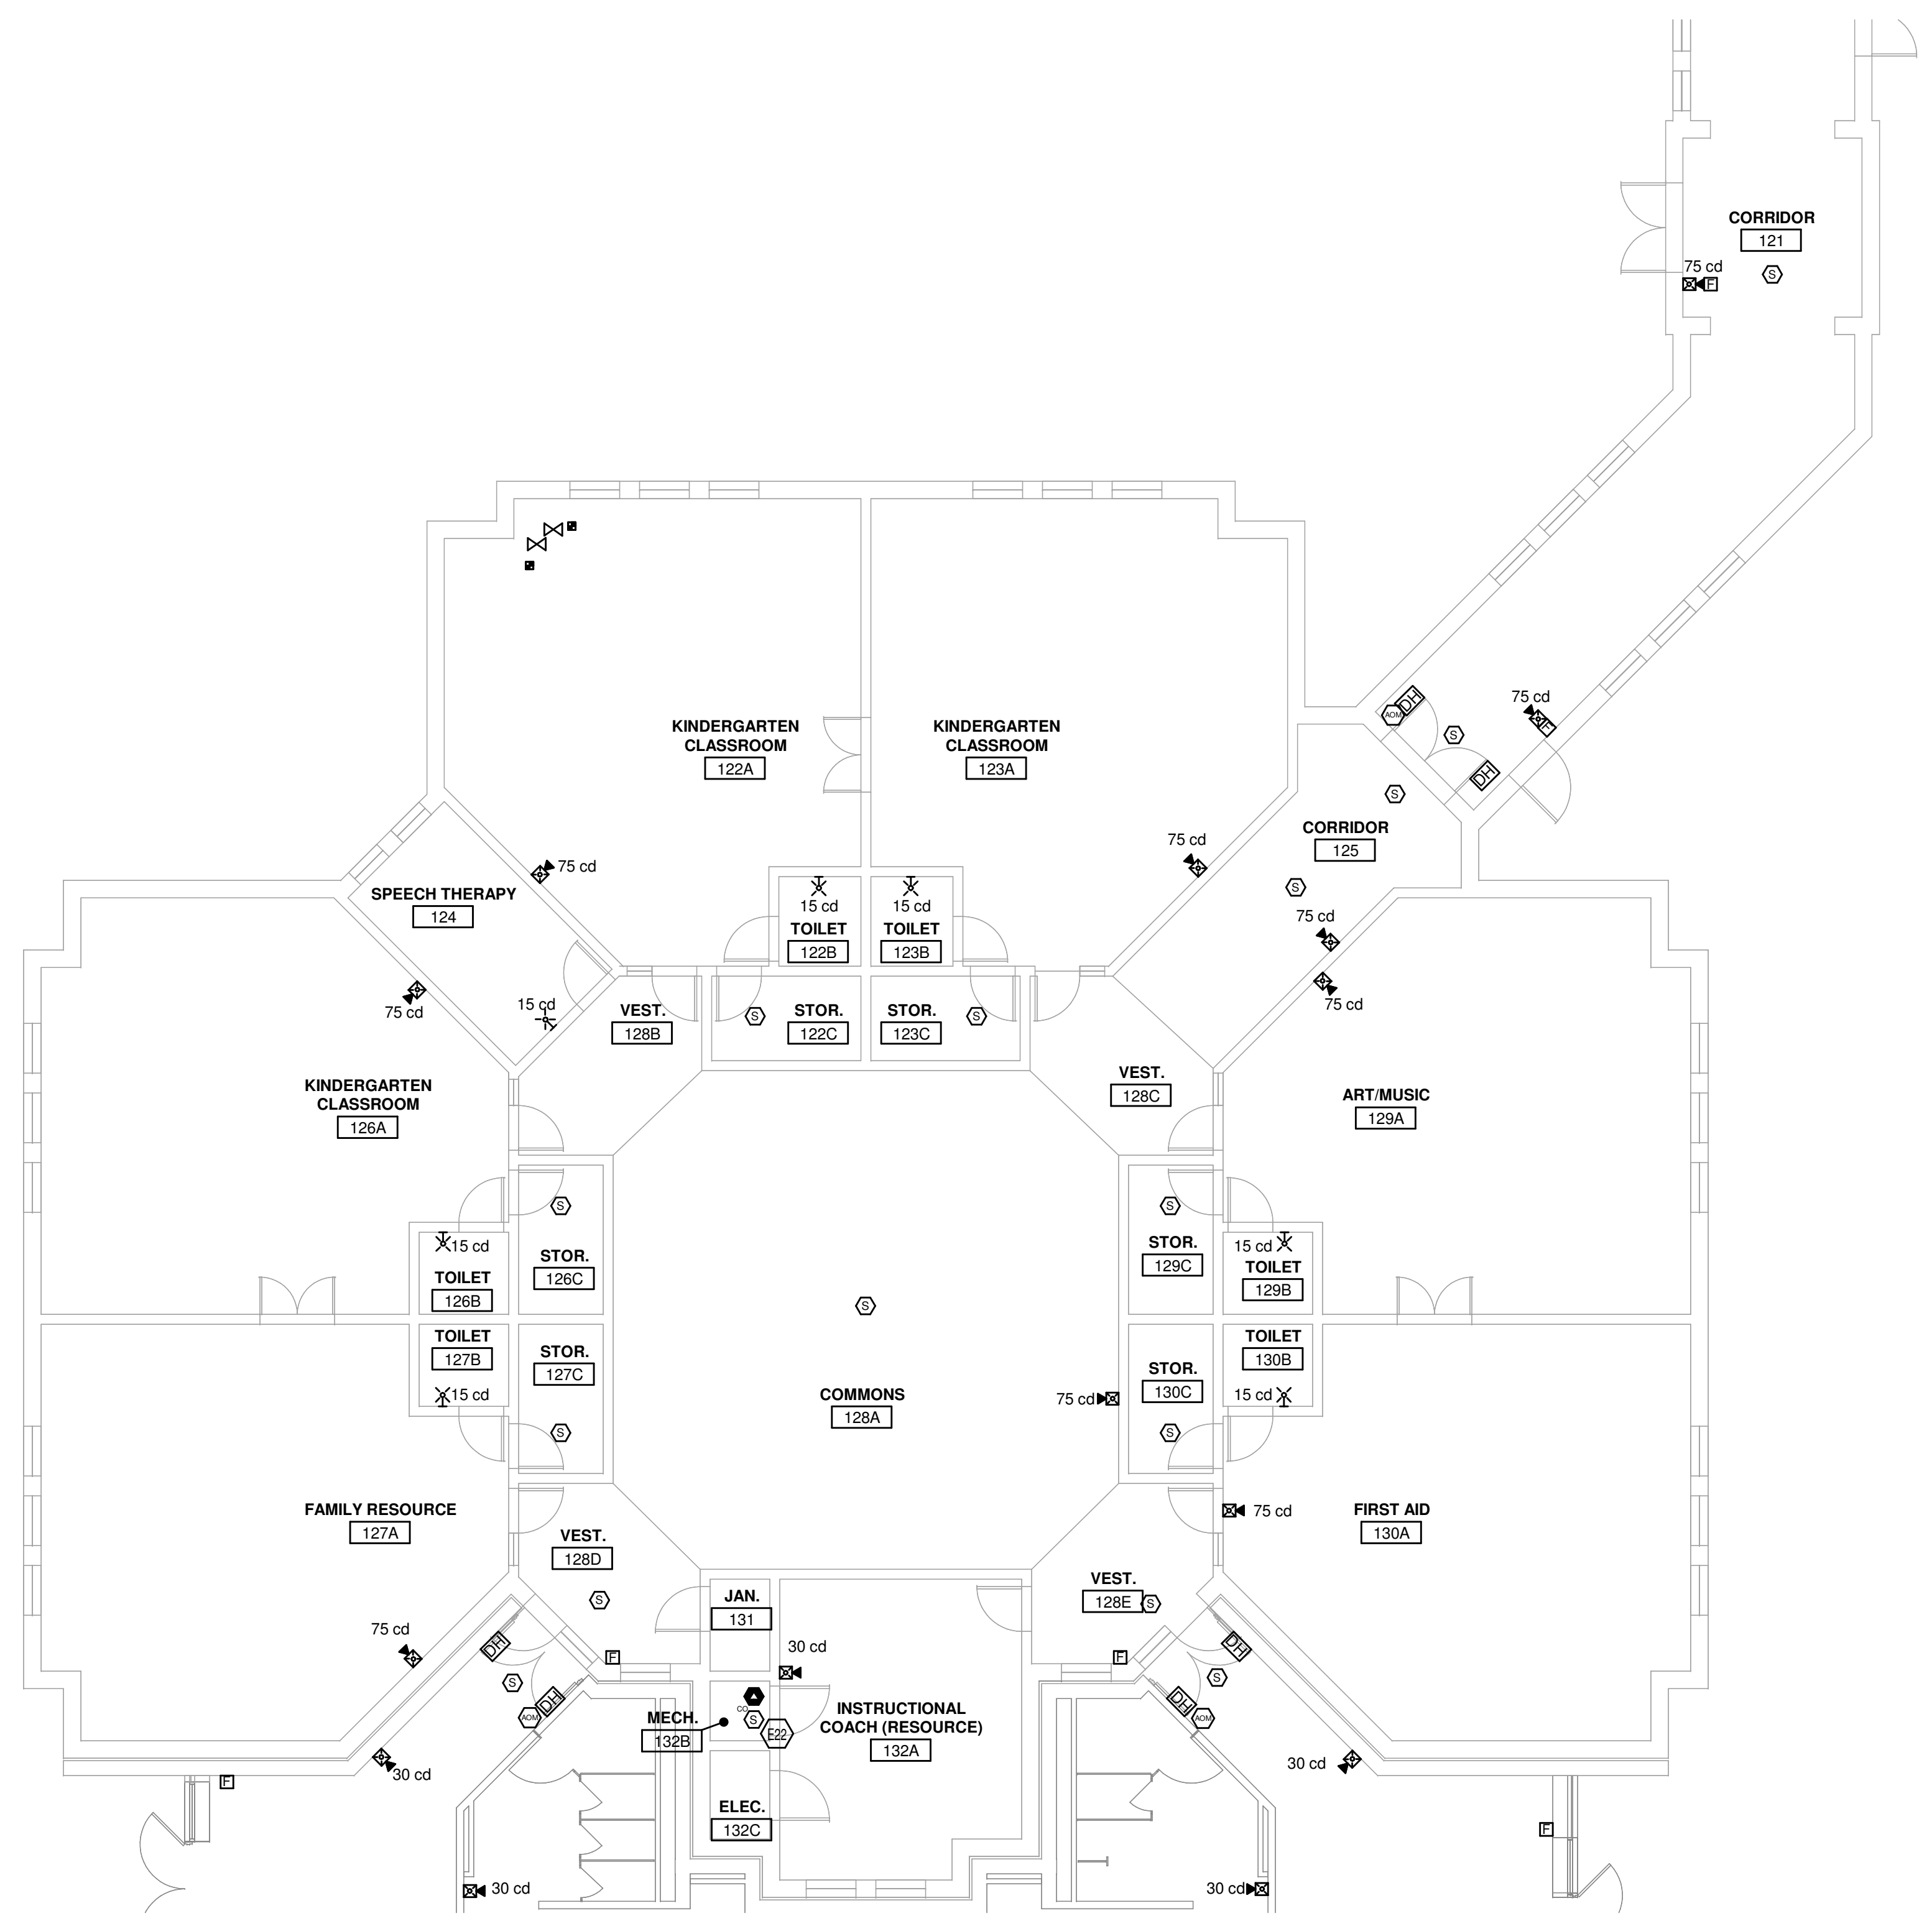 CORRIDOR
121
S
75 cd
F
DH
AOM
S
75 cd
F
DH
S
CORRIDOR
125
S
KINDERGARTEN
CLASSROOM
122A
KINDERGARTEN
CLASSROOM
123A
75 cd
75 cd
SPEECH THERAPY
124
15 cd
TOILET
122B
15 cd
TOILET
123B
75 cd
75 cd
75 cd
15 cd
VEST.
128B
S
STOR.
122C
STOR.
123C
S
VEST.
128C
KINDERGARTEN
CLASSROOM
126A
ART/MUSIC
129A
S
S
15 cd
TOILET
126B
STOR.
126C
STOR.
129C
15 cd
TOILET
129B
S
TOILET
127B
15 cd
STOR.
127C
S
COMMONS
128A
75 cd
STOR.
130C
S
TOILET
130B
15 cd
FAMILY RESOURCE
127A
75 cd
FIRST AID
130A
VEST.
128D
S
VEST.
128E
S
JAN.
131
75 cd
DH
F
30 cd
F
DH
S
DH
AOM
S
DH
AOM
MECH.
132B
CO
S
E22
INSTRUCTIONAL
COACH (RESOURCE)
132A
30 cd
F
30 cd
ELEC.
132C
F
30 cd
30 cd